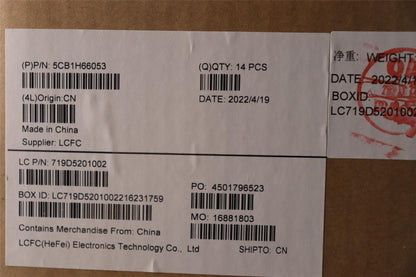 (P)P/N: 5CB1H66053
(Q)QTY: 14 PCS
(4L)Origin:CN
DATE: 2022/4/19
Made in China
Supplier: LCFC
LC P/N: 719D5201002
PO: 4501796523
BOX ID: LC719D5201002216231759
MO: 16881803
Contains Merchandise From: China
LCFC(HeFei) Electronics Technology Co., Ltd
SHIPTO: CN
净重: WEIGHT
DATE: 2022/4/1
BOXID
LC719D5201002